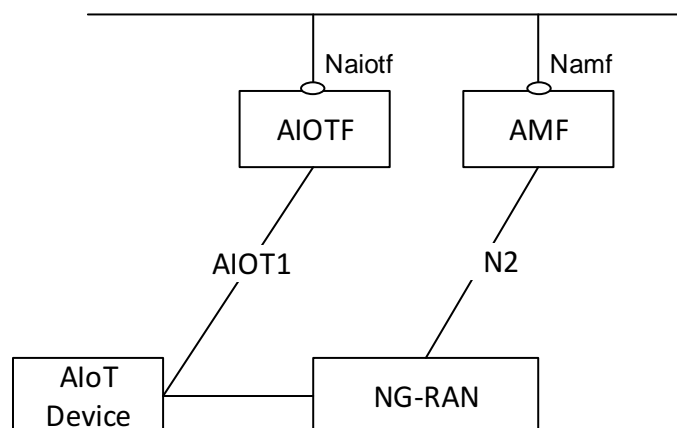 Naiotf
Namf
AIOTF
AMF
AIOT1
N2
AIoT
Device
NG-RAN